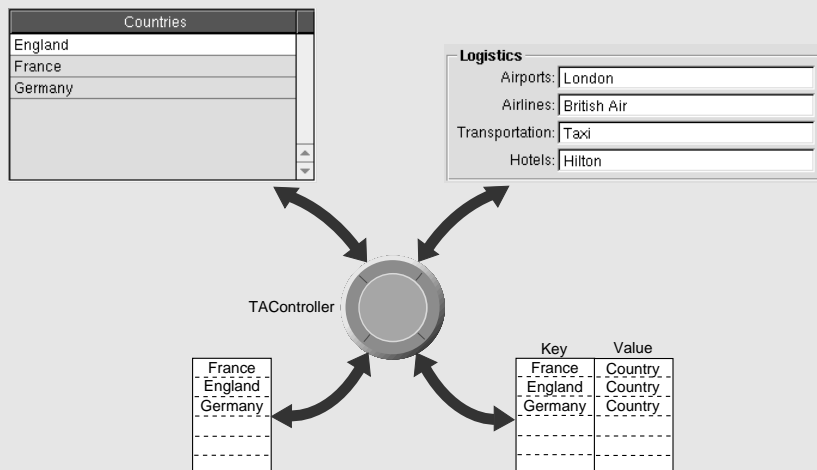 Countries
England
France
Germany
Logistics
Airports: London
Airlines: British Air
Transportation: Taxi
Hotels: Hilton
TAController
France
England
Germany
Key Value
France Country
England Country
Germany Country